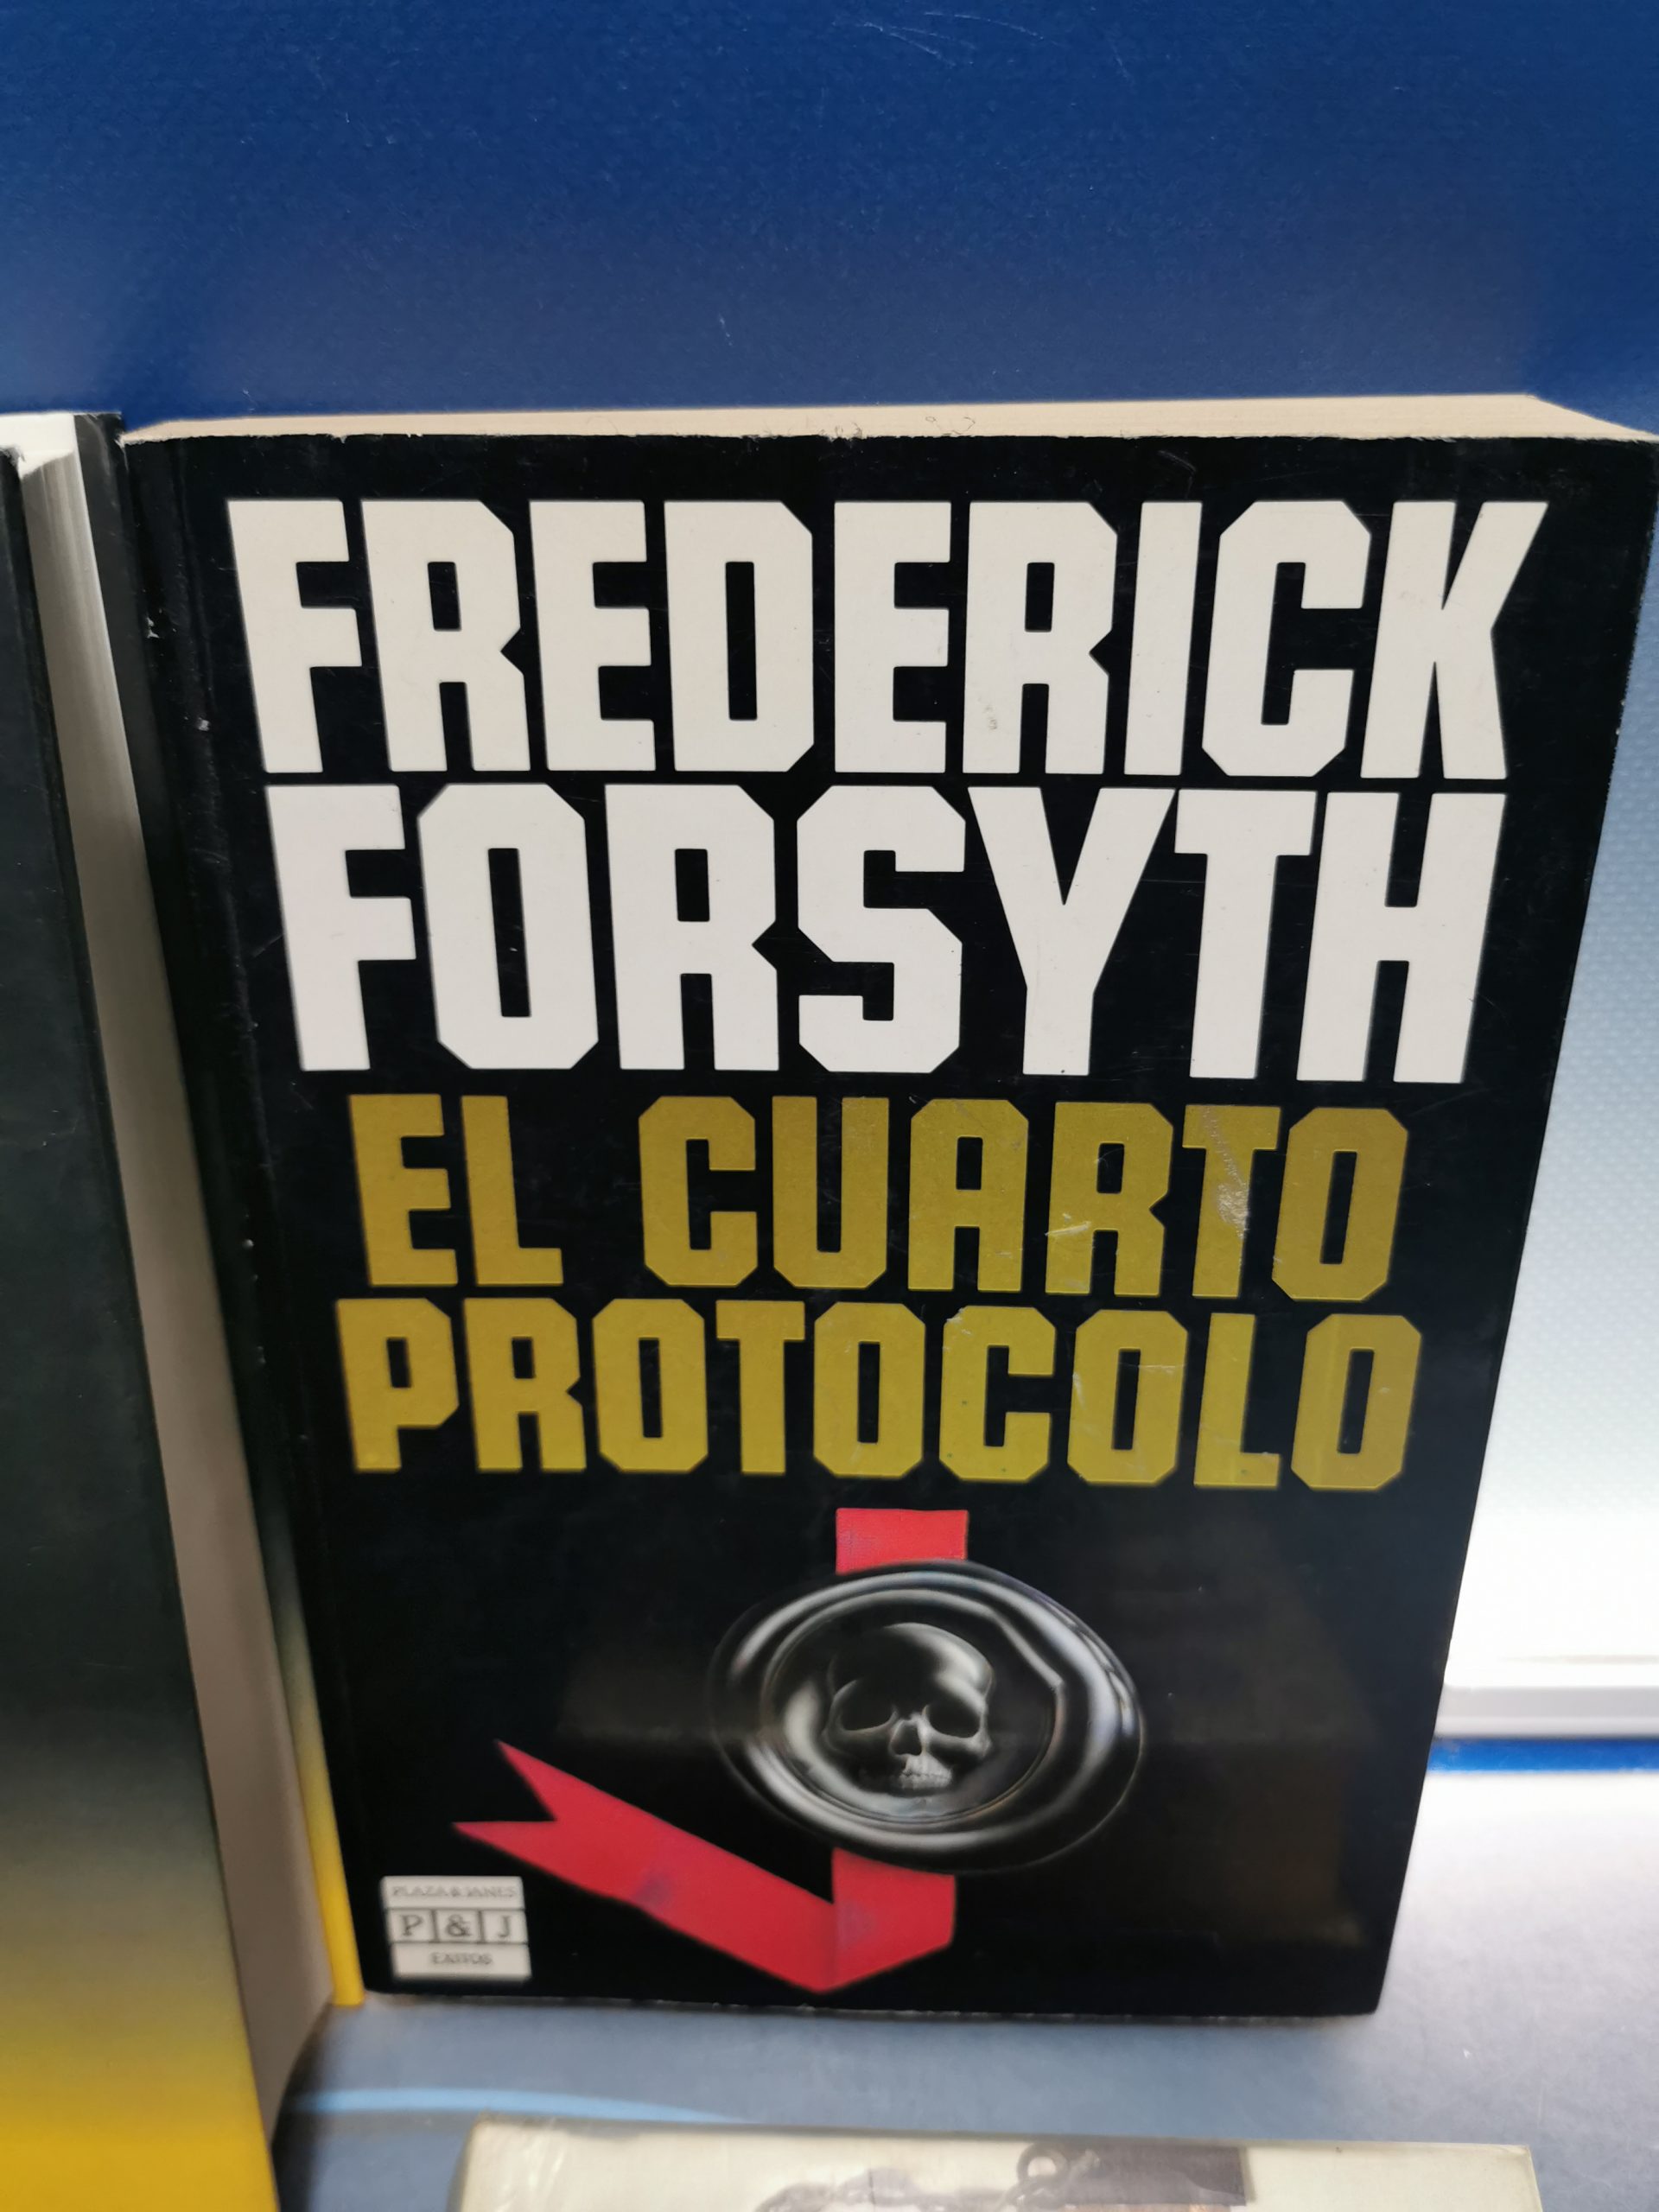 FREDERICK
FORSYTH
EL CUARTO
PROTOCOLO
PLAZA & JANES
P & J
EXITOS